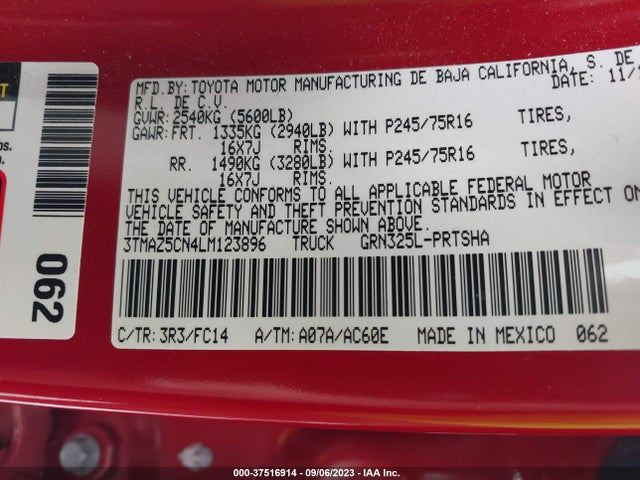 MFD.BY: TOYOTA MOTOR MANUFACTURING DE BAJA CALIFORNIA, S. DE
R.L. DE C.V. DATE: 11/1
GVWR: 2540KG (5600LB)
GAWR: FRT. 1335KG (2940LB) WITH P245/75R16 TIRES,
16X7J RIMS.
RR. 1490KG (3280LB) WITH P245/75R16 TIRES,
16X7J RIMS.
THIS VEHICLE CONFORMS TO ALL APPLICABLE FEDERAL MOTOR
VEHICLE SAFETY AND THEFT PREVENTION STANDARDS IN EFFECT ON
THE DATE OF MANUFACTURE SHOWN ABOVE.
3TMAZ5CN4LM123896 TRUCK GRN325L-PRTSHA
C/TR: 3R3/FC14 A/TM: A07A/AC60E MADE IN MEXICO 062
062
000-37516914 - 09/06/2023 - IAA Inc.